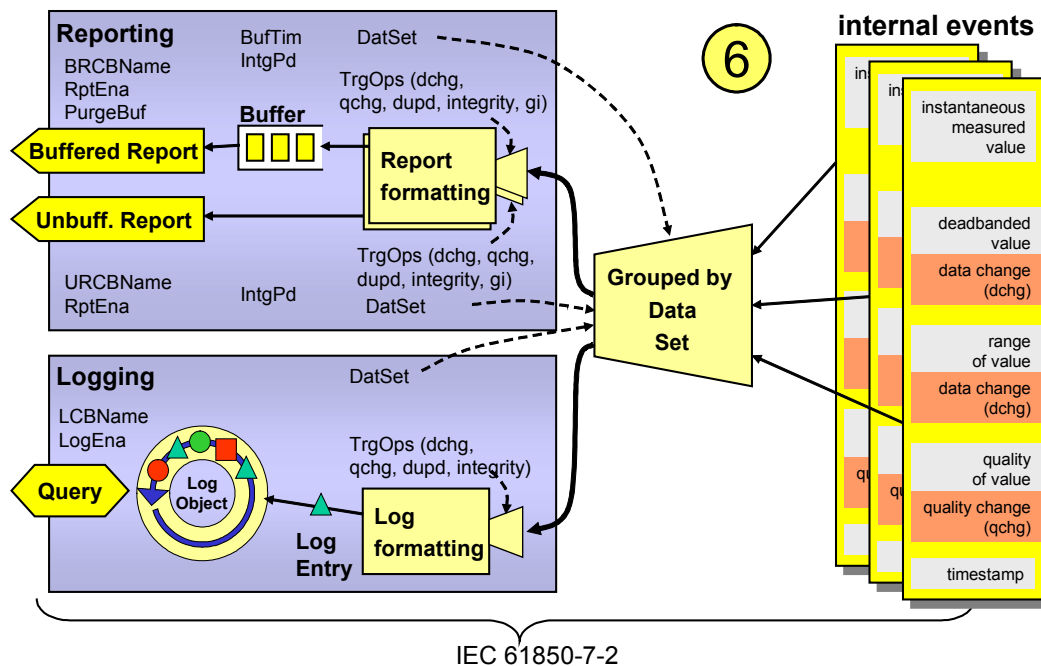 Reporting
BRCBName
RptEna
PurgeBuf
BufTim
IntgPd
DatSet
TrgOps (dchg,
qchg, dupd, integrity, gi)
Buffer
Buffered Report
Report
formatting
Unbuff. Report
TrgOps (dchg, qchg,
dupd, integrity, gi)
URCBName
RptEna
IntgPd
DatSet
Logging
DatSet
LCBName
LogEna
TrgOps (dchg,
qchg, dupd, integrity)
Query
Log
Object
Log
Entry
Log
formatting
Grouped by
Data
Set
6
internal events
ins
ins
qu
qu
instantaneous
measured
value
deadbanded
value
data change
(dchg)
range
of value
data change
(dchg)
quality
of value
quality change
(qchg)
timestamp
IEC 61850-7-2